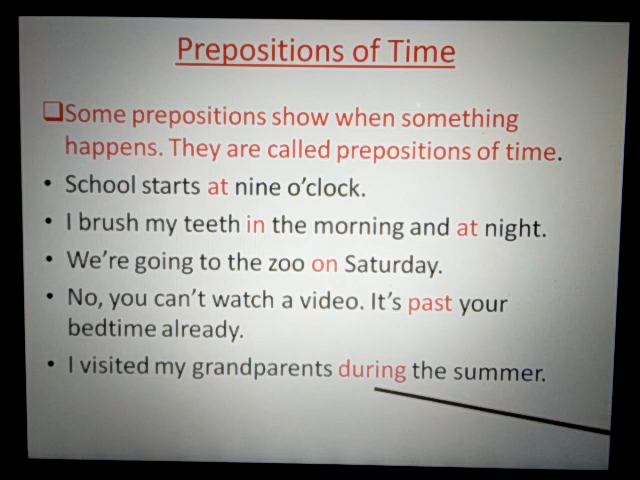 Prepositions of Time
❑Some prepositions show when something
happens. They are called prepositions of time.
• School starts at nine o’clock.
• I brush my teeth in the morning and at night.
• We’re going to the zoo on Saturday.
• No, you can’t watch a video. It’s past your
bedtime already.
• I visited my grandparents during the summer.